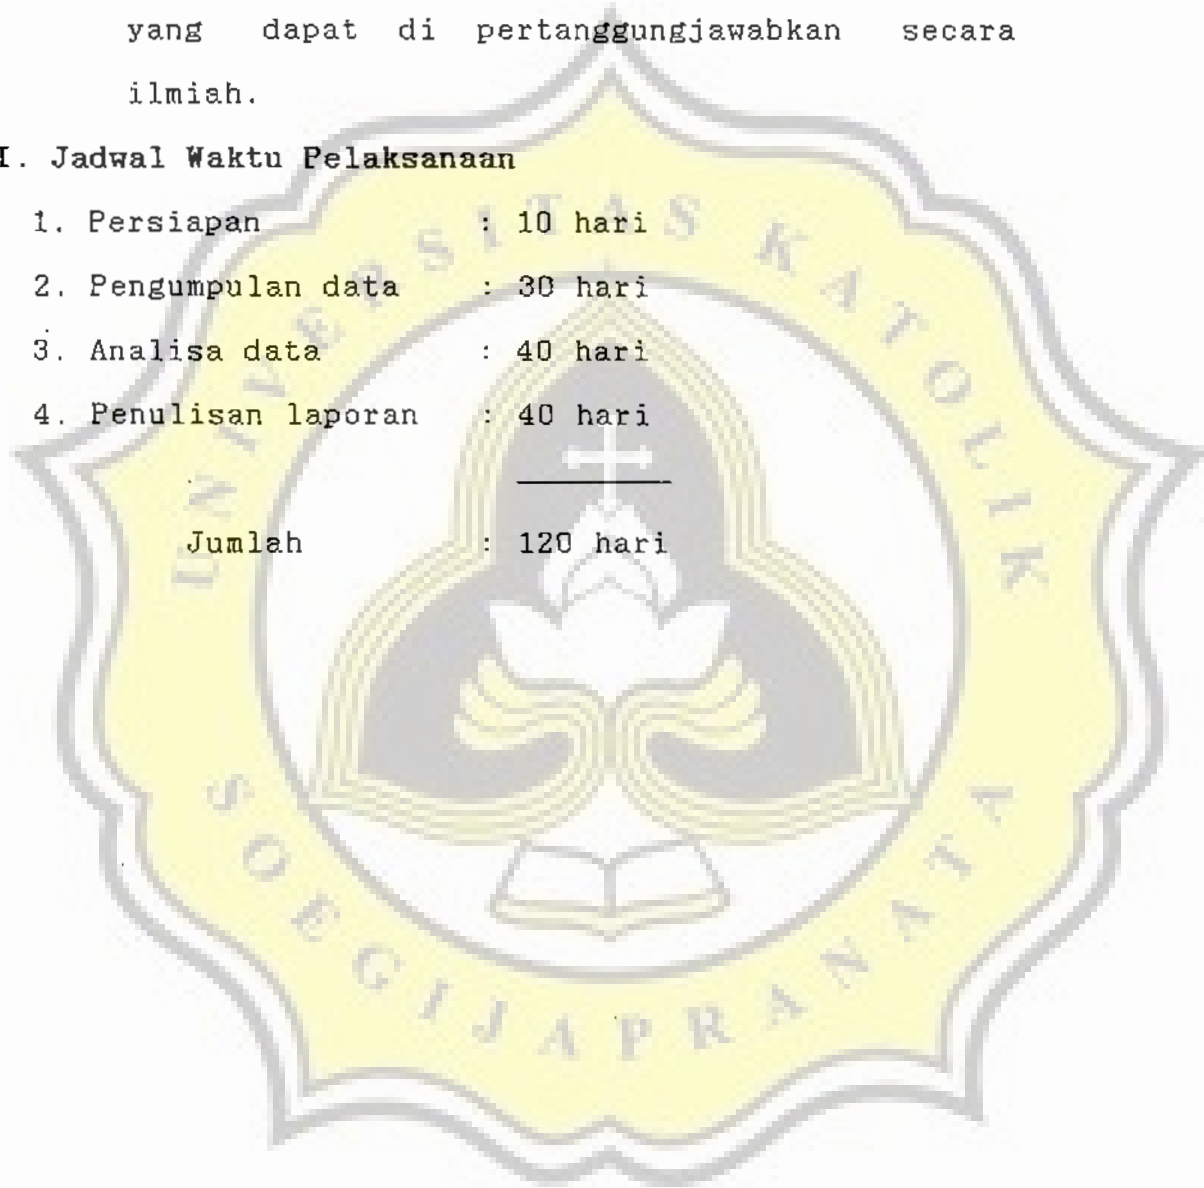 yang dapat di pertanggungjawabkan secara
ilmiah.
I. Jadwal Waktu Pelaksanaan
1. Persiapan : 10 hari
2. Pengumpulan data : 30 hari
3. Analisa data : 40 hari
4. Penulisan laporan : 40 hari
Jumlah : 120 hari
UNIVERSITAS KATOLIK
SOEGIJAPRANATA